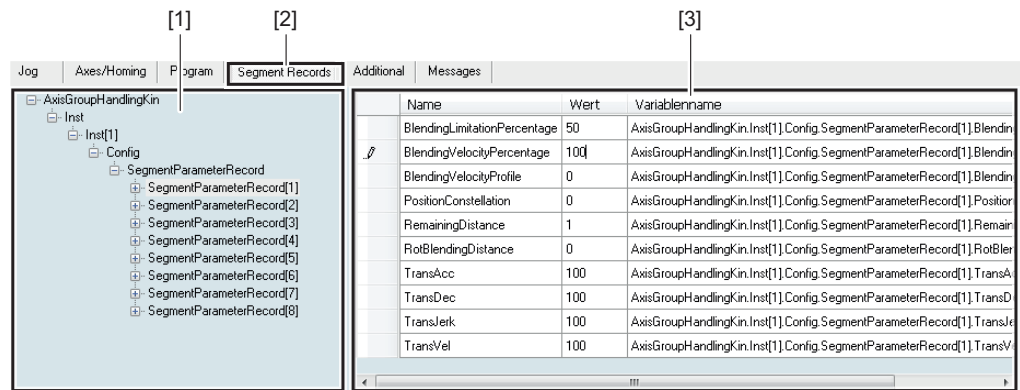 [1] [2] [3]
Jog Axes/Homing Program Segment Records Additional Messages
AxisGroupHandlingKin
Inst
Inst[1]
Config
SegmentParameterRecord
SegmentParameterRecord[1]
SegmentParameterRecord[2]
SegmentParameterRecord[3]
SegmentParameterRecord[4]
SegmentParameterRecord[5]
SegmentParameterRecord[6]
SegmentParameterRecord[7]
SegmentParameterRecord[8]
Name Wert Variablenname
BlendingLimitationPercentage 50 AxisGroupHandlingKin.Inst[1].Config.SegmentParameterRecord[1].Blendin
BlendingVelocityPercentage 100 AxisGroupHandlingKin.Inst[1].Config.SegmentParameterRecord[1].Blendin
BlendingVelocityProfile 0 AxisGroupHandlingKin.Inst[1].Config.SegmentParameterRecord[1].Blendin
PositionConstellation 0 AxisGroupHandlingKin.Inst[1].Config.SegmentParameterRecord[1].Position
RemainingDistance 1 AxisGroupHandlingKin.Inst[1].Config.SegmentParameterRecord[1].Remain
RotBlendingDistance 0 AxisGroupHandlingKin.Inst[1].Config.SegmentParameterRecord[1].RotBler
TransAcc 100 AxisGroupHandlingKin.Inst[1].Config.SegmentParameterRecord[1].TransA
TransDec 100 AxisGroupHandlingKin.Inst[1].Config.SegmentParameterRecord[1].TransD
TransJerk 100 AxisGroupHandlingKin.Inst[1].Config.SegmentParameterRecord[1].TransJe
TransVel 100 AxisGroupHandlingKin.Inst[1].Config.SegmentParameterRecord[1].TransV